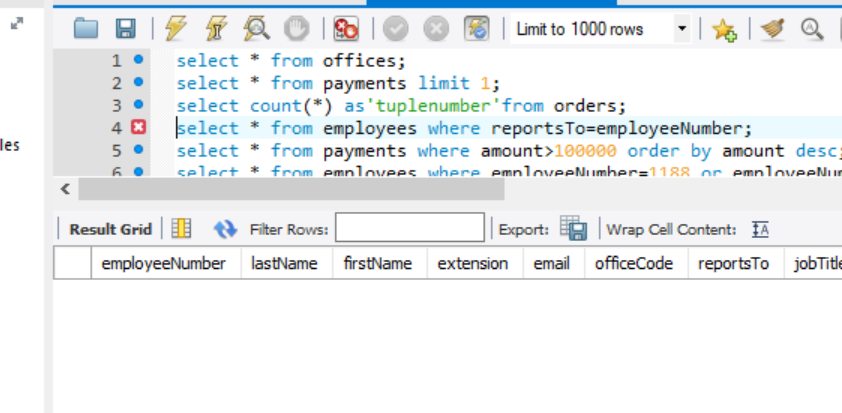 Limit to 1000 rows
1 select * from offices;
2 select * from payments limit 1;
3 select count(*) as'tuplenumber'from orders;
les
4 select * from employees where reportsTo=employeeNumber;
5 select * from payments where amount>100000 order by amount desc;
6 select * from employees where employeeNumber=1188 or employeeNu
Result Grid Filter Rows: Export: Wrap Cell Content: IA
employeeNumber lastName firstName extension email officeCode reportsTo jobTitle